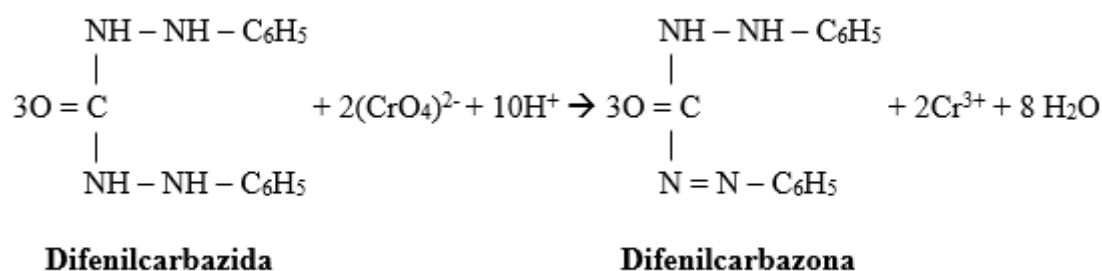 NH – NH – C₆H₅ NH – NH – C₆H₅
| |
3O = C + 2(CrO₄)²⁻ + 10H⁺ → 3O = C + 2Cr³⁺ + 8 H₂O
| |
NH – NH – C₆H₅ N = N – C₆H₅
Difenilcarbazida Difenilcarbazona